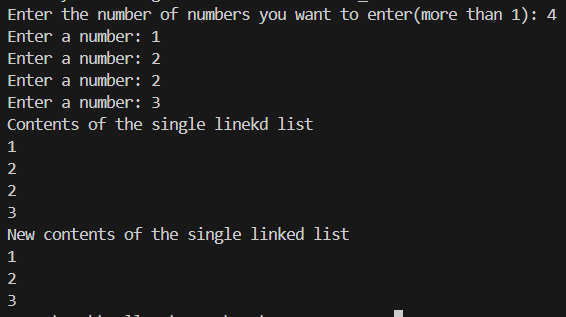 Enter the number of numbers you want to enter(more than 1): 4
Enter a number: 1
Enter a number: 2
Enter a number: 2
Enter a number: 3
Contents of the single linekd list
1
2
2
3
New contents of the single linked list
1
2
3